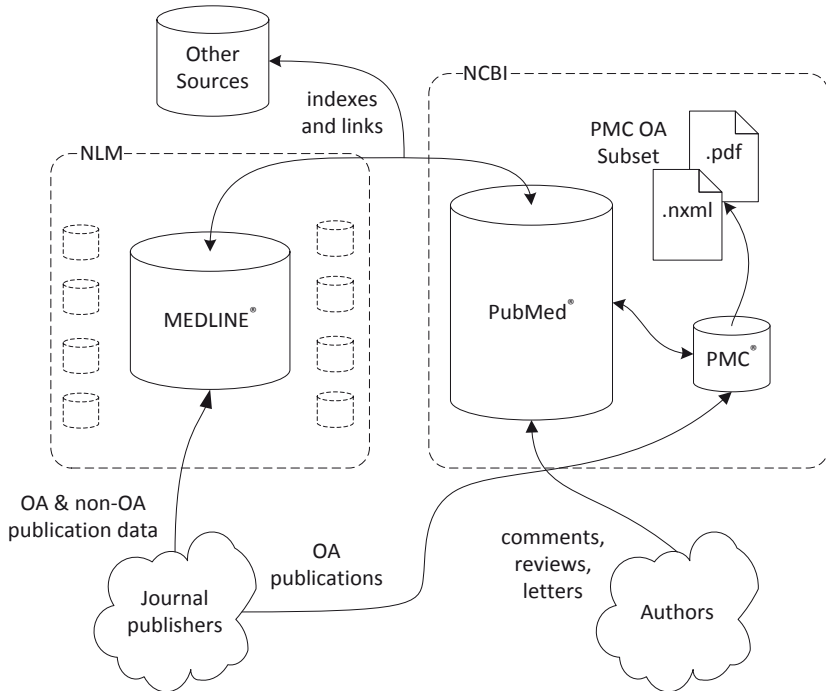 Other
Sources
indexes
and links
NCBI
PMC OA
Subset
.pdf
.nxml
NLM
MEDLINE®
PubMed®
PMC®
OA & non-OA
publication data
OA
publications
comments,
reviews,
letters
Journal
publishers
Authors